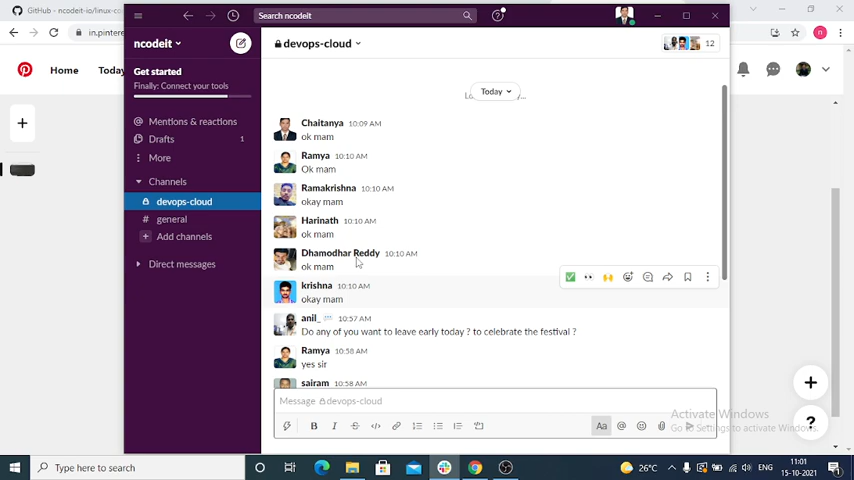 GitHub - ncodeit-io/linux-co
in.pintere
Home Today
Search ncodeit
ncodeit
Get started
Finally: Connect your tools
Mentions & reactions
Drafts 1
More
Channels
devops-cloud
# general
+ Add channels
Direct messages
devops-cloud
12
Today
Chaitanya 10:09 AM
ok mam
Ramya 10:10 AM
Ok mam
Ramakrishna 10:10 AM
okay mam
Harinath 10:10 AM
ok mam
Dhamodhar Reddy 10:10 AM
ok mam
krishna 10:10 AM
okay mam
anil_ 10:57 AM
Do any of you want to leave early today ? to celebrate the festival ?
Ramya 10:58 AM
yes sir
sairam 10:58 AM
Message devops-cloud
B I S Aa @
Activate Windows
Go to Settings to activate Windows.
Type here to search
26°C ENG
11:01
15-10-2021